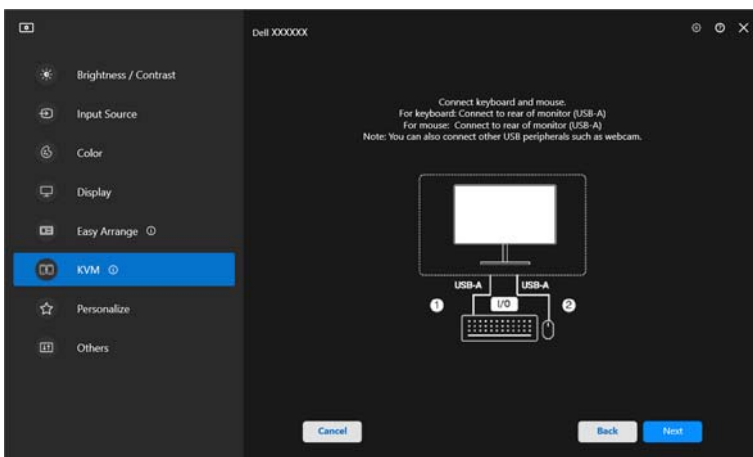 Dell XXXXXX
Brightness / Contrast
Input Source
Color
Display
Easy Arrange
KVM
Personalize
Others
Connect keyboard and mouse.
For keyboard: Connect to rear of monitor (USB-A)
For mouse: Connect to rear of monitor (USB-A)
Note: You can also connect other USB peripherals such as webcam.
USB-A USB-A
1 I/O 2
Cancel Back Next